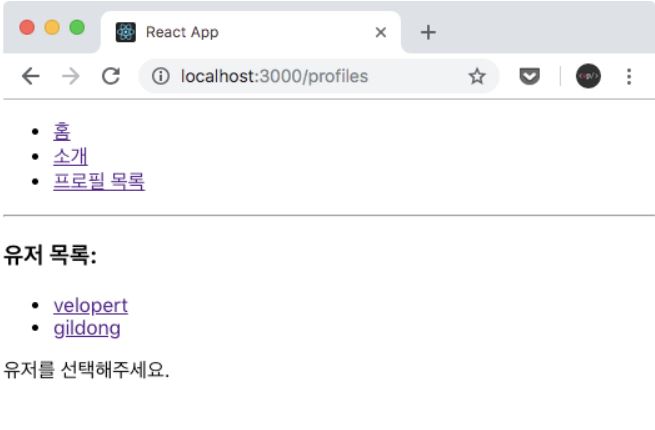 React App
localhost:3000/profiles
홈
소개
프로필 목록
유저 목록:
velopert
gildong
유저를 선택해주세요.